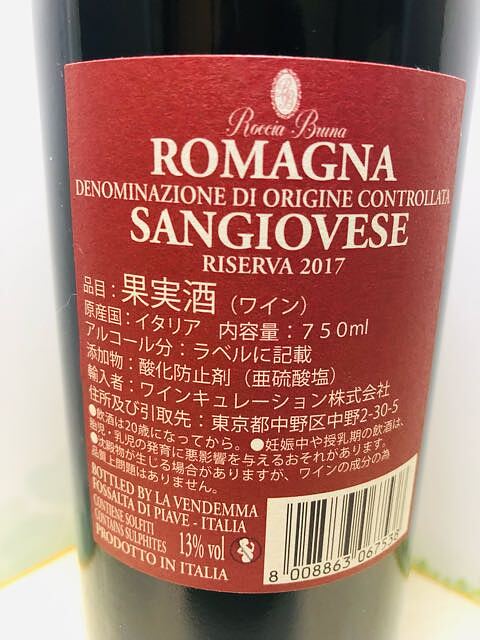 Roccia Bruna
ROMAGNA
DENOMINAZIONE DI ORIGINE CONTROLLATA
SANGIOVESE
RISERVA 2017
品目：果実酒（ワイン）
原産国：イタリア　内容量：７５０ml
アルコール分：ラベルに記載
添加物：酸化防止剤（亜硫酸塩）
輸入者：ワインキュレーション株式会社
住所及び引取先：東京都中野区中野2-30-5
●飲酒は20歳になってから。●妊娠中や授乳期の飲酒は、
胎児・乳児の発育に悪影響を与えるおそれがあります。
●沈殿物が生じる場合がありますが、ワインの成分の為
品質上問題はありません。
BOTTLED BY LA VENDEMMA
FOSSALTA DI PIAVE - ITALIA
CONTIENE SOLFITI
CONTAINS SULPHITES
13% vol
PRODOTTO IN ITALIA
8 008863 067538